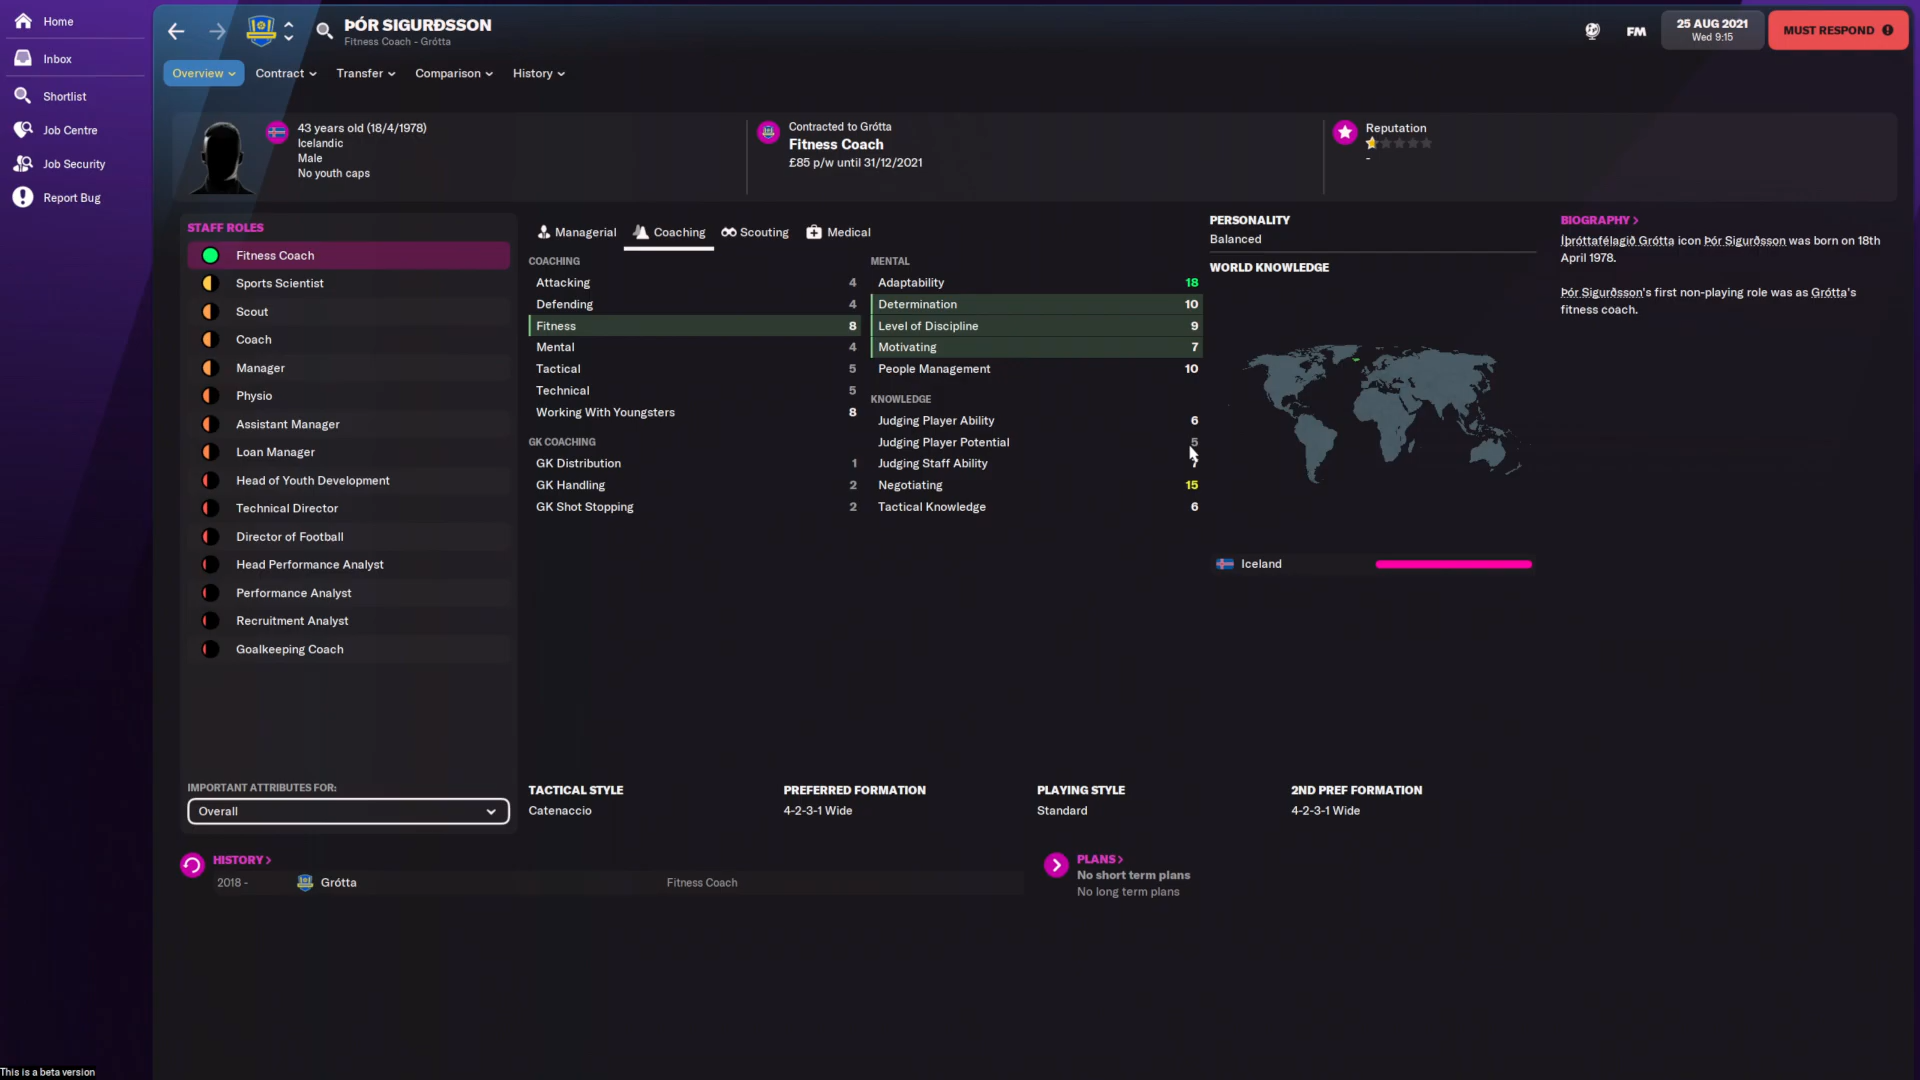 Home
Inbox
Shortlist
Job Centre
Job Security
Report Bug
ÞÓR SIGURÐSSON
Fitness Coach - Grótta
FM
25 AUG 2021
Wed 9:15
MUST RESPOND
Overview
Contract
Transfer
Comparison
History
43 years old (18/4/1978)
Icelandic
Male
No youth caps
Contracted to Grótta
Fitness Coach
£85 p/w until 31/12/2021
Reputation
-
STAFF ROLES
Fitness Coach
Sports Scientist
Scout
Coach
Manager
Physio
Assistant Manager
Loan Manager
Head of Youth Development
Technical Director
Director of Football
Head Performance Analyst
Performance Analyst
Recruitment Analyst
Goalkeeping Coach
IMPORTANT ATTRIBUTES FOR:
Overall
Managerial
Coaching
Scouting
Medical
COACHING
Attacking 4
Defending 4
Fitness 8
Mental 4
Tactical 5
Technical 5
Working With Youngsters 8
GK COACHING
GK Distribution 1
GK Handling 2
GK Shot Stopping 2
MENTAL
Adaptability 18
Determination 10
Level of Discipline 9
Motivating 7
People Management 10
KNOWLEDGE
Judging Player Ability 6
Judging Player Potential 5
Judging Staff Ability 7
Negotiating 15
Tactical Knowledge 6
PERSONALITY
Balanced
WORLD KNOWLEDGE
Iceland
BIOGRAPHY >
Íþróttafélagið Grótta icon Þór Sigurðsson was born on 18th
April 1978.
Þór Sigurðsson's first non-playing role was as Grótta's
fitness coach.
TACTICAL STYLE
Catenaccio
PREFERRED FORMATION
4-2-3-1 Wide
PLAYING STYLE
Standard
2ND PREF FORMATION
4-2-3-1 Wide
HISTORY >
2018 - Grótta Fitness Coach
PLANS >
No short term plans
No long term plans
This is a beta version